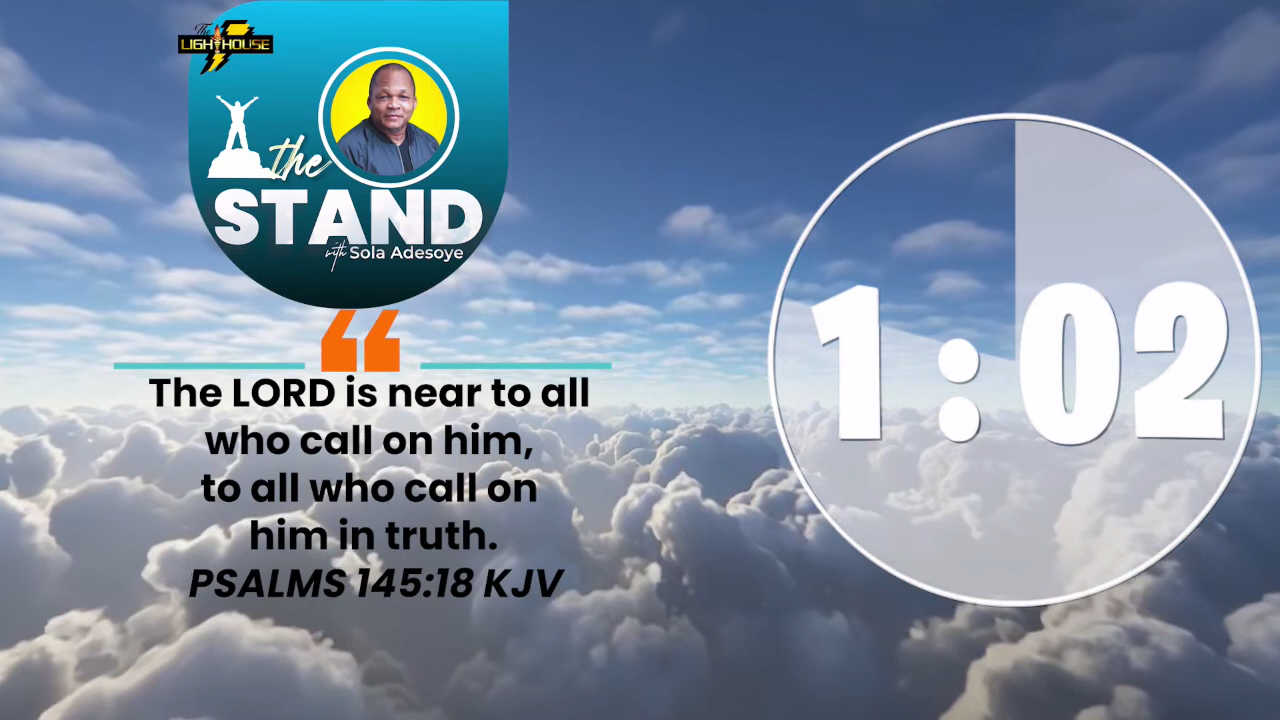 The
LIGHTHOUSE
the
STAND
with Sola Adesoye
The LORD is near to all
who call on him,
to all who call on
him in truth.
PSALMS 145:18 KJV
1:02